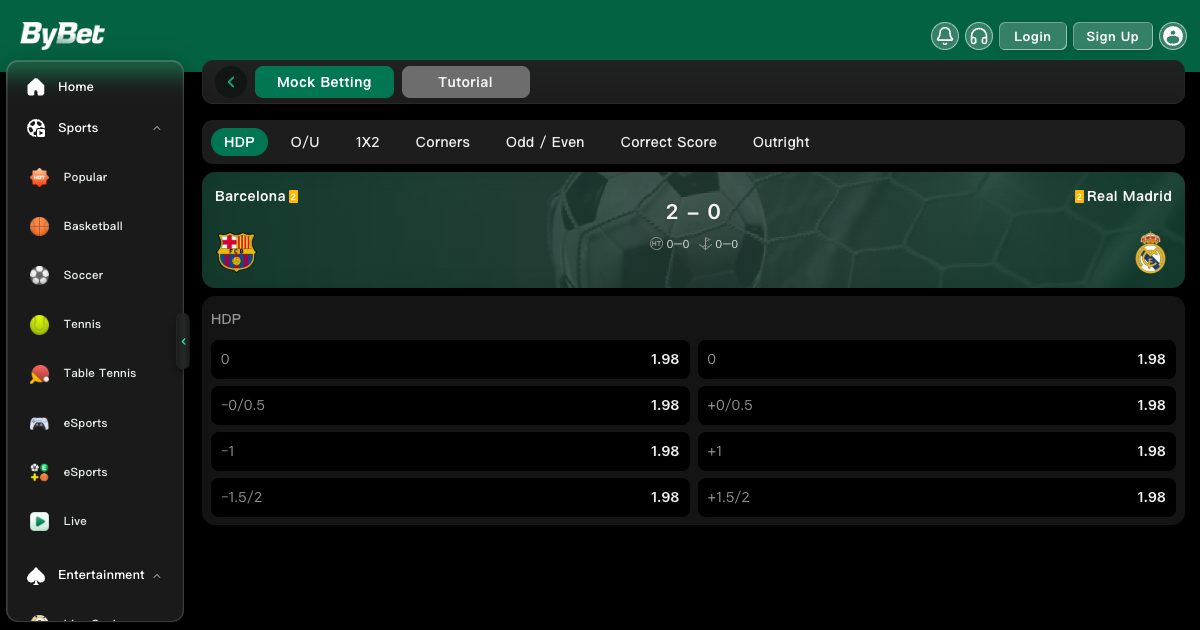 ByBet
Login
Sign Up
Home
Sports
HOT
Popular
Basketball
Soccer
Tennis
Table Tennis
eSports
eSports
Live
Entertainment
Mock Betting
Tutorial
HDP
O/U
1X2
Corners
Odd / Even
Correct Score
Outright
Barcelona 2
2 – 0
HT 0–0 0–0
2 Real Madrid
HDP
0 1.98
0 1.98
-0/0.5 1.98
+0/0.5 1.98
-1 1.98
+1 1.98
-1.5/2 1.98
+1.5/2 1.98